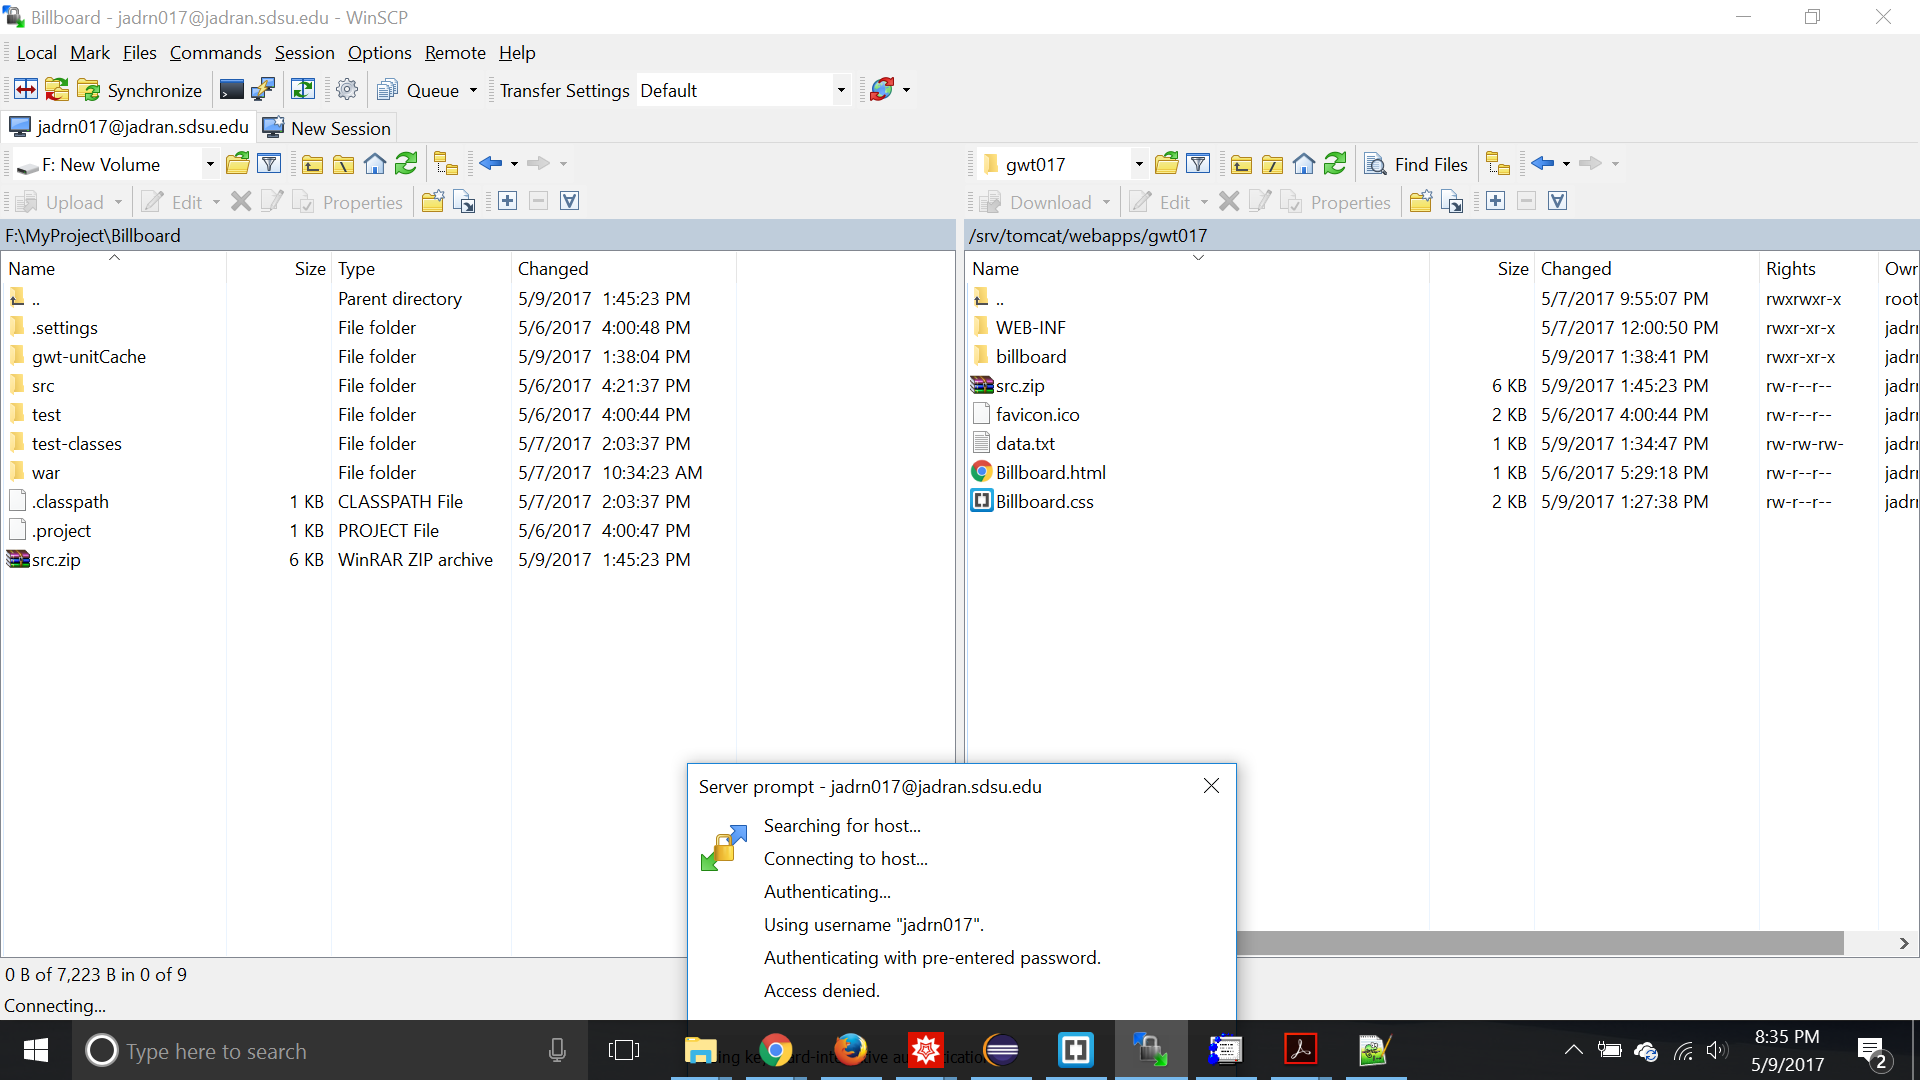 Billboard - jadrn017@jadran.sdsu.edu - WinSCP
Local Mark Files Commands Session Options Remote Help
Synchronize Queue Transfer Settings Default
jadrn017@jadran.sdsu.edu New Session
F: New Volume gwt017 Find Files
Upload Edit Properties Download Edit Properties
F:\MyProject\Billboard /srv/tomcat/webapps/gwt017
Name Size Type Changed
.. Parent directory 5/9/2017 1:45:23 PM
.settings File folder 5/6/2017 4:00:48 PM
gwt-unitCache File folder 5/9/2017 1:38:04 PM
src File folder 5/6/2017 4:21:37 PM
test File folder 5/6/2017 4:00:44 PM
test-classes File folder 5/7/2017 2:03:37 PM
war File folder 5/7/2017 10:34:23 AM
.classpath 1 KB CLASSPATH File 5/7/2017 2:03:37 PM
.project 1 KB PROJECT File 5/6/2017 4:00:47 PM
src.zip 6 KB WinRAR ZIP archive 5/9/2017 1:45:23 PM
Name Size Changed Rights Owr
.. 5/7/2017 9:55:07 PM rwxrwxr-x root
WEB-INF 5/7/2017 12:00:50 PM rwxr-xr-x jadrı
billboard 5/9/2017 1:38:41 PM rwxr-xr-x jadrı
src.zip 6 KB 5/9/2017 1:45:23 PM rw-r--r-- jadrı
favicon.ico 2 KB 5/6/2017 4:00:44 PM rw-r--r-- jadrı
data.txt 1 KB 5/9/2017 1:34:47 PM rw-rw-rw- jadrı
Billboard.html 1 KB 5/6/2017 5:29:18 PM rw-r--r-- jadrı
Billboard.css 2 KB 5/9/2017 1:27:38 PM rw-r--r-- jadrı
Server prompt - jadrn017@jadran.sdsu.edu
Searching for host...
Connecting to host...
Authenticating...
Using username "jadrn017".
Authenticating with pre-entered password.
Access denied.
0 B of 7,223 B in 0 of 9
Connecting...
Type here to search
8:35 PM
5/9/2017
2